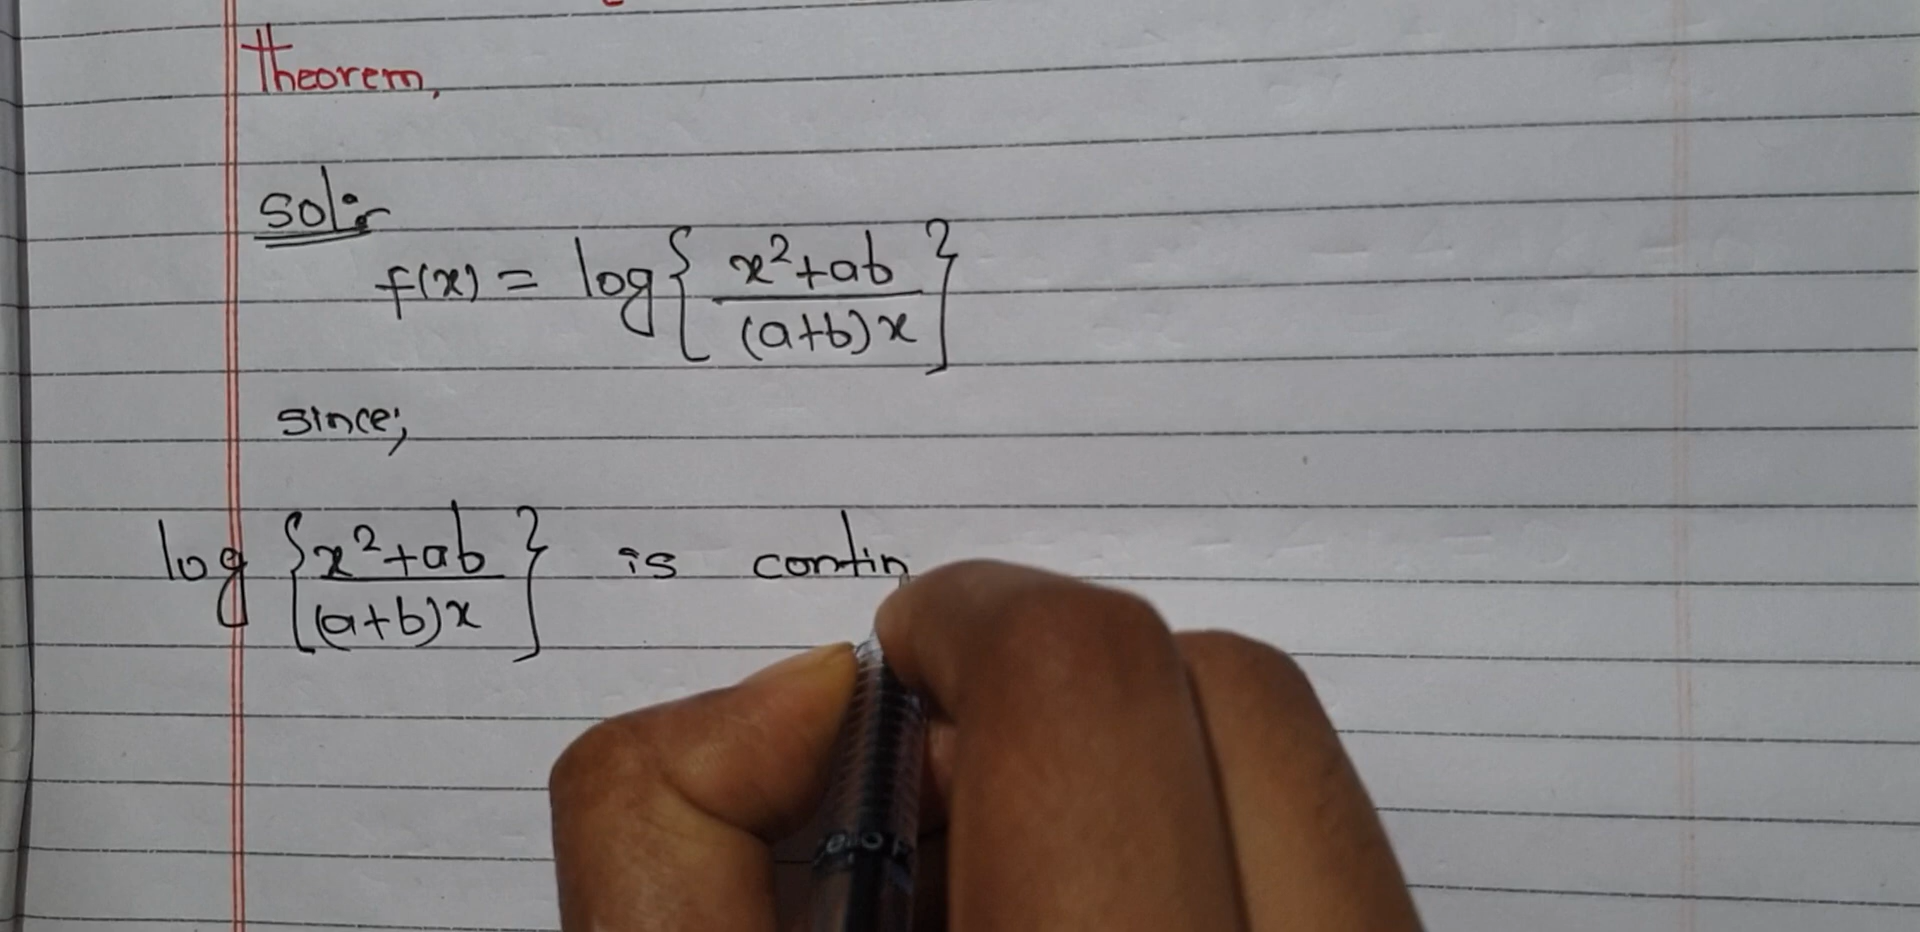 Theorem,
sol:-
f(x) = log{ x²+ab / (a+b)x }
since;
log { x²+ab / (a+b)x } is contin